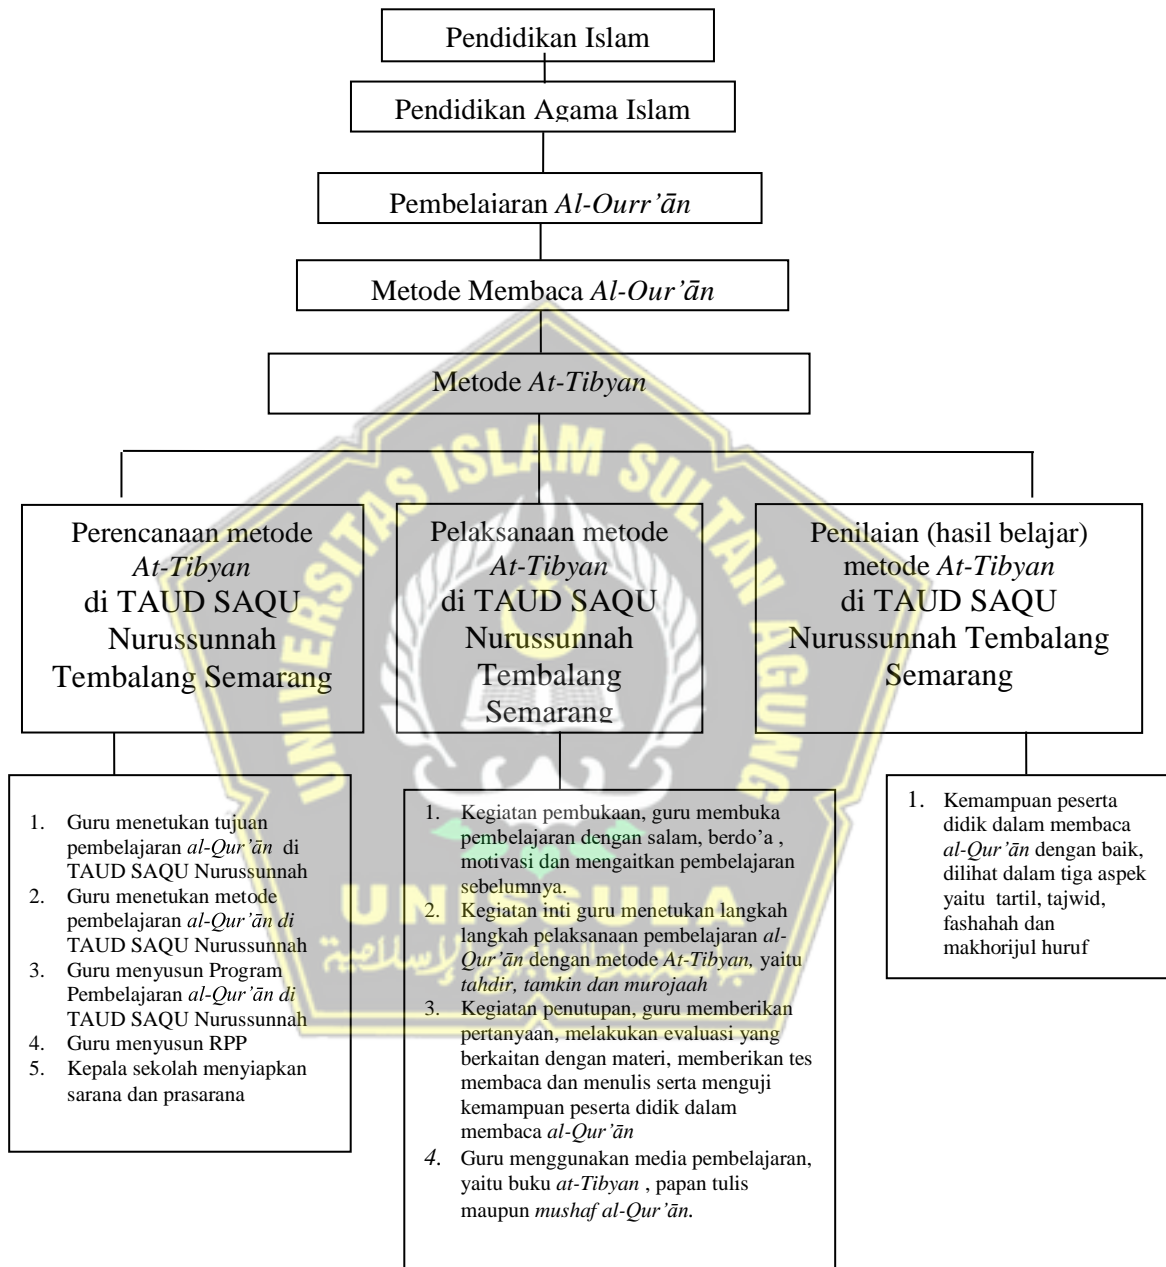 Pendidikan Islam
Pendidikan Agama Islam
Pembelaiaran Al-Ourr’ān
Metode Membaca Al-Our’ān
Metode At-Tibyan
Perencanaan metode
At-Tibyan
di TAUD SAQU
Nurussunnah
Tembalang Semarang
Pelaksanaan metode
At-Tibyan
di TAUD SAQU
Nurussunnah
Tembalang
Semarang
Penilaian (hasil belajar)
metode At-Tibyan
di TAUD SAQU
Nurussunnah Tembalang
Semarang
1. Guru menetukan tujuan
pembelajaran al-Qur’ān di
TAUD SAQU Nurussunnah
2. Guru menetukan metode
pembelajaran al-Qur’ān di
TAUD SAQU Nurussunnah
3. Guru menyusun Program
Pembelajaran al-Qur’ān di
TAUD SAQU Nurussunnah
4. Guru menyusun RPP
5. Kepala sekolah menyiapkan
sarana dan prasarana
1. Kegiatan pembukaan, guru membuka
pembelajaran dengan salam, berdo’a ,
motivasi dan mengaitkan pembelajaran
sebelumnya.
2. Kegiatan inti guru menetukan langkah
langkah pelaksanaan pembelajaran al-
Qur’ān dengan metode At-Tibyan, yaitu
tahdir, tamkin dan murojaah
3. Kegiatan penutupan, guru memberikan
pertanyaan, melakukan evaluasi yang
berkaitan dengan materi, memberikan tes
membaca dan menulis serta menguji
kemampuan peserta didik dalam
membaca al-Qur’ān
4. Guru menggunakan media pembelajaran,
yaitu buku at-Tibyan , papan tulis
maupun mushaf al-Qur’ān.
1. Kemampuan peserta
didik dalam membaca
al-Qur’ān dengan baik,
dilihat dalam tiga aspek
yaitu tartil, tajwid,
fashahah dan
makhorijul huruf
UNIVERSITAS ISLAM SULTAN AGUNG
UNISSULA
جامعة سلطان أجونج الإسلامية